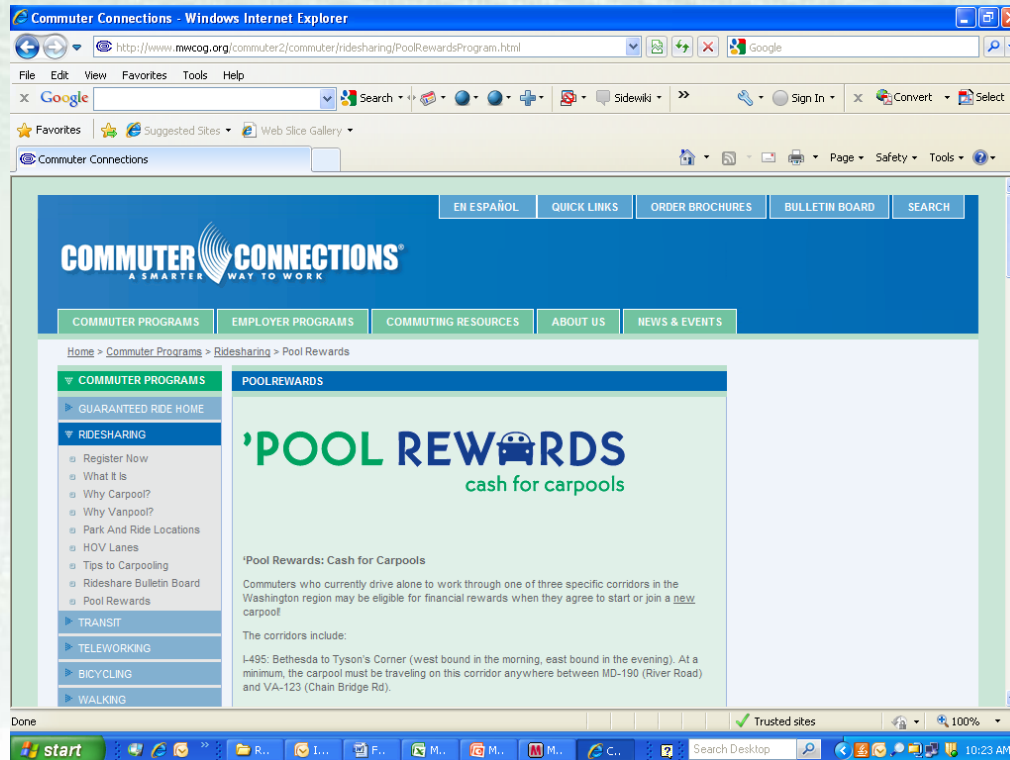 Commuter Connections - Windows Internet Explorer
http://www.mwcog.org/commuter2/commuter/ridesharing/PoolRewardsProgram.html
Google
File Edit View Favorites Tools Help
x Google Search Sidewiki » Sign In x Convert Select
Favorites Suggested Sites Web Slice Gallery
Commuter Connections Page Safety Tools
EN ESPAÑOL QUICK LINKS ORDER BROCHURES BULLETIN BOARD SEARCH
COMMUTER CONNECTIONS®
A SMARTER WAY TO WORK
COMMUTER PROGRAMS EMPLOYER PROGRAMS COMMUTING RESOURCES ABOUT US NEWS & EVENTS
Home > Commuter Programs > Ridesharing > Pool Rewards
COMMUTER PROGRAMS
GUARANTEED RIDE HOME
RIDESHARING
Register Now
What It Is
Why Carpool?
Why Vanpool?
Park And Ride Locations
HOV Lanes
Tips to Carpooling
Rideshare Bulletin Board
Pool Rewards
TRANSIT
TELEWORKING
BICYCLING
WALKING
POOLREWARDS
'POOL REWARDS
cash for carpools
'Pool Rewards: Cash for Carpools
Commuters who currently drive alone to work through one of three specific corridors in the
Washington region may be eligible for financial rewards when they agree to start or join a new
carpool!
The corridors include:
I-495: Bethesda to Tyson's Corner (west bound in the morning, east bound in the evening). At a
minimum, the carpool must be traveling on this corridor anywhere between MD-190 (River Road)
and VA-123 (Chain Bridge Rd).
Done Trusted sites 100%
start » R.. I.. F.. M.. M.. M.. C.. Search Desktop 10:23 AM